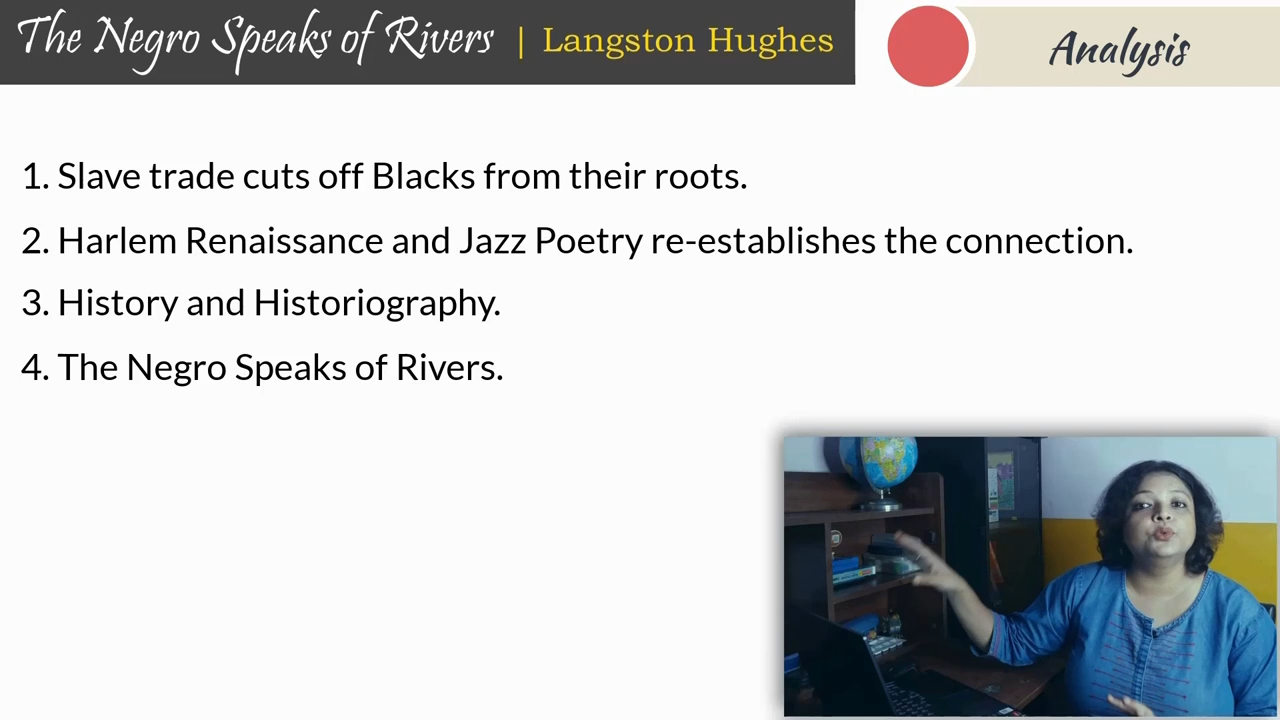 The Negro Speaks of Rivers | Langston Hughes
Analysis
1. Slave trade cuts off Blacks from their roots.
2. Harlem Renaissance and Jazz Poetry re-establishes the connection.
3. History and Historiography.
4. The Negro Speaks of Rivers.